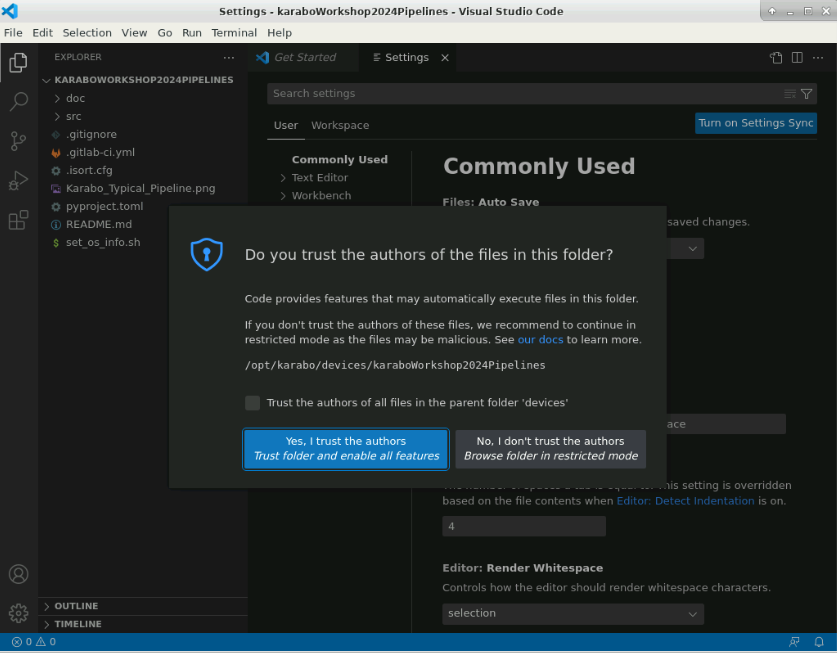 Settings - karaboWorkshop2024Pipelines - Visual Studio Code
File Edit Selection View Go Run Terminal Help
EXPLORER
Get Started
Settings
KARABOWORKSHOP2024PIPELINES
doc
src
.gitignore
.gitlab-ci.yml
.isort.cfg
Karabo_Typical_Pipeline.png
pyproject.toml
README.md
set_os_info.sh
Search settings
User Workspace
Turn on Settings Sync
Commonly Used
Text Editor
Workbench
Commonly Used
Files: Auto Save
saved changes.
Do you trust the authors of the files in this folder?
Code provides features that may automatically execute files in this folder.
If you don't trust the authors of these files, we recommend to continue in
restricted mode as the files may be malicious. See our docs to learn more.
/opt/karabo/devices/karaboWorkshop2024Pipelines
Trust the authors of all files in the parent folder 'devices'
Yes, I trust the authors
Trust folder and enable all features
No, I don't trust the authors
Browse folder in restricted mode
ace
The number of spaces a tab is equal to. This setting is overridden
based on the file contents when Editor: Detect Indentation is on.
4
Editor: Render Whitespace
Controls how the editor should render whitespace characters.
selection
OUTLINE
TIMELINE
0 0